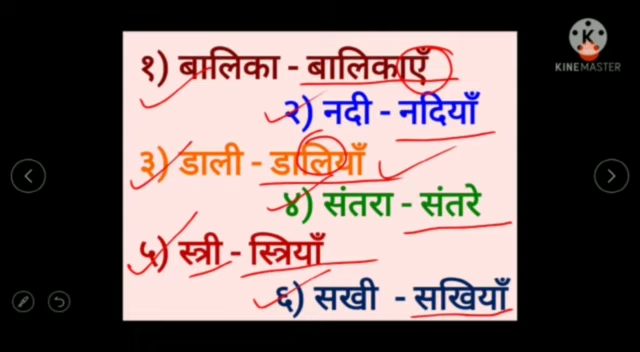 KINEMASTER
१) बालिका - बालिकाएँ
२) नदी - नदियाँ
३) डाली - डालियाँ
४) संतरा - संतरे
५) स्त्री - स्त्रियाँ
६) सखी - सखियाँ